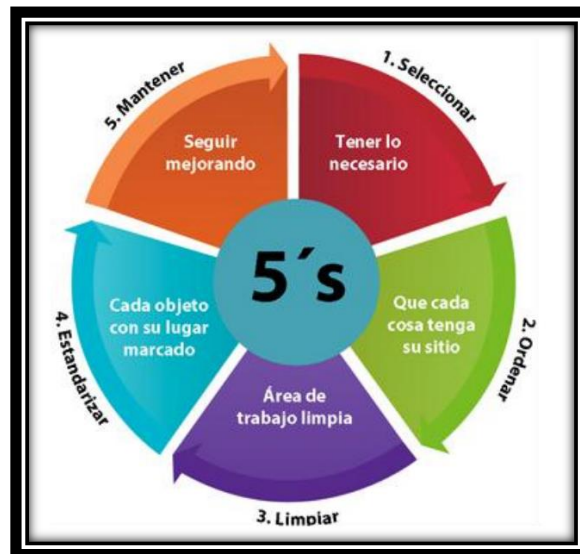 5´s
1. Seleccionar
Tener lo
necesario
2. Ordenar
Que cada
cosa tenga
su sitio
3. Limpiar
Área de
trabajo limpia
4. Estandarizar
Cada objeto
con su lugar
marcado
5. Mantener
Seguir
mejorando